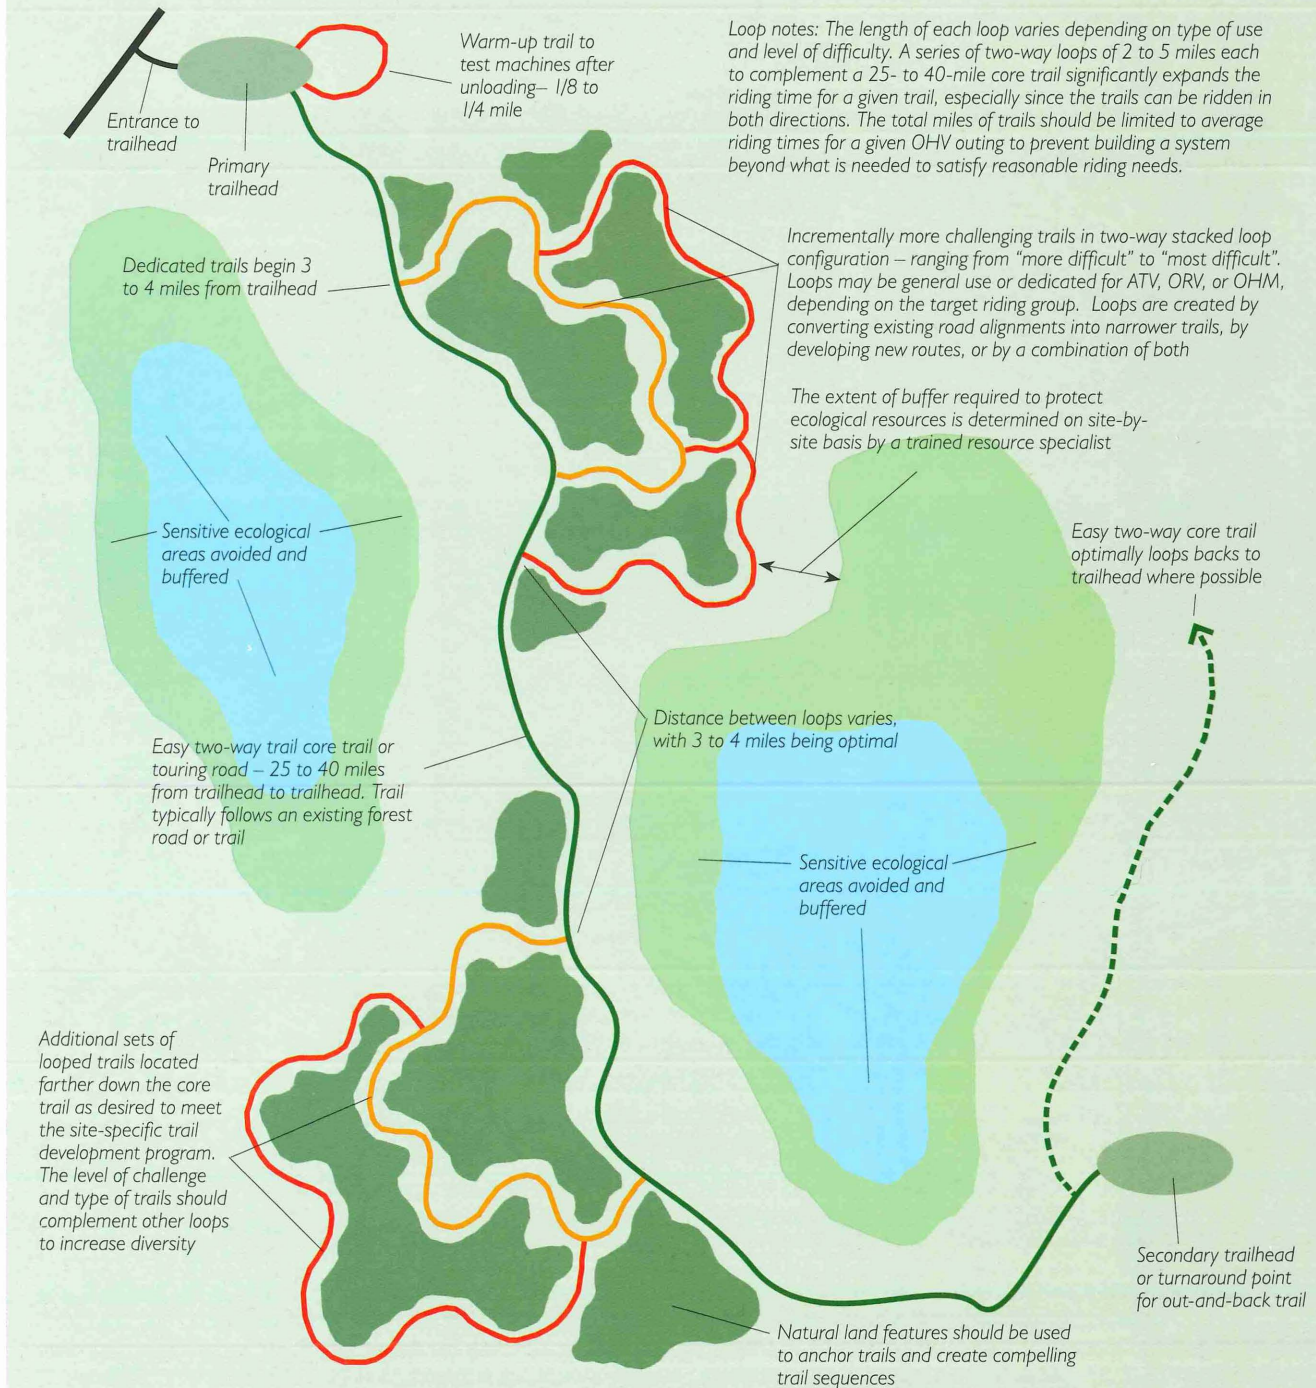 Loop notes: The length of each loop varies depending on type of use
and level of difficulty. A series of two-way loops of 2 to 5 miles each
to complement a 25- to 40-mile core trail significantly expands the
riding time for a given trail, especially since the trails can be ridden in
both directions. The total miles of trails should be limited to average
riding times for a given OHV outing to prevent building a system
beyond what is needed to satisfy reasonable riding needs.
Warm-up trail to
test machines after
unloading– 1/8 to
1/4 mile
Entrance to
trailhead
Primary
trailhead
Dedicated trails begin 3
to 4 miles from trailhead
Incrementally more challenging trails in two-way stacked loop
configuration – ranging from “more difficult” to “most difficult”.
Loops may be general use or dedicated for ATV, ORV, or OHM,
depending on the target riding group. Loops are created by
converting existing road alignments into narrower trails, by
developing new routes, or by a combination of both
The extent of buffer required to protect
ecological resources is determined on site-by-
site basis by a trained resource specialist
Sensitive ecological
areas avoided and
buffered
Easy two-way core trail
optimally loops backs to
trailhead where possible
Distance between loops varies,
with 3 to 4 miles being optimal
Easy two-way trail core trail or
touring road – 25 to 40 miles
from trailhead to trailhead. Trail
typically follows an existing forest
road or trail
Sensitive ecological
areas avoided and
buffered
Additional sets of
looped trails located
farther down the core
trail as desired to meet
the site-specific trail
development program.
The level of challenge
and type of trails should
complement other loops
to increase diversity
Secondary trailhead
or turnaround point
for out-and-back trail
Natural land features should be used
to anchor trails and create compelling
trail sequences